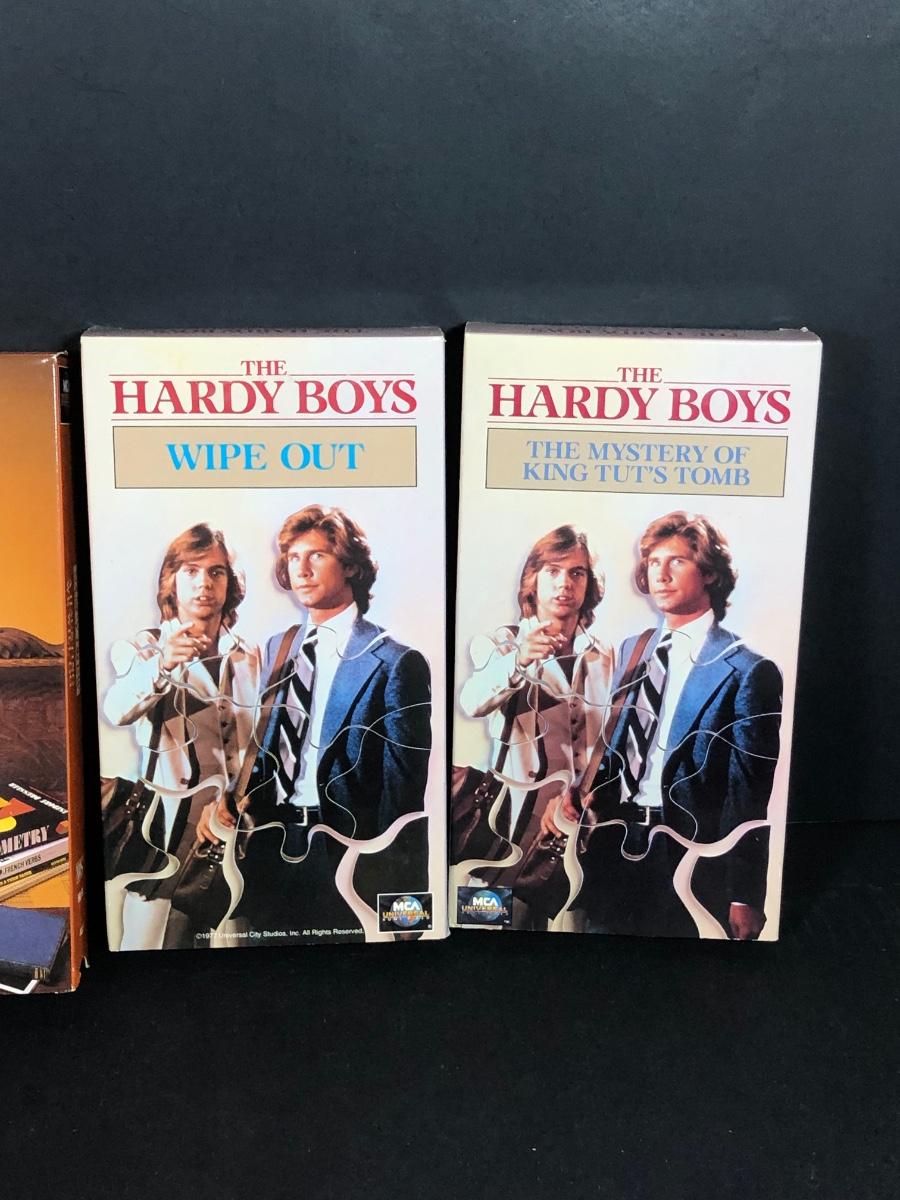 THE
HARDY BOYS
WIPE OUT
©1977 Universal City Studios, Inc. All Rights Reserved.
MCA
UNIVERSAL
THE
HARDY BOYS
THE MYSTERY OF
KING TUT'S TOMB
MCA
UNIVERSAL
METRY
FRENCH VERBS